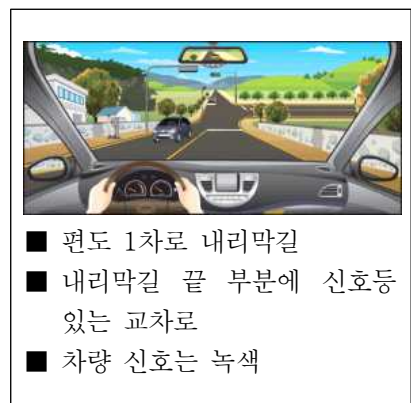 ■ 편도 1차로 내리막길
■ 내리막길 끝 부분에 신호등
있는 교차로
■ 차량 신호는 녹색